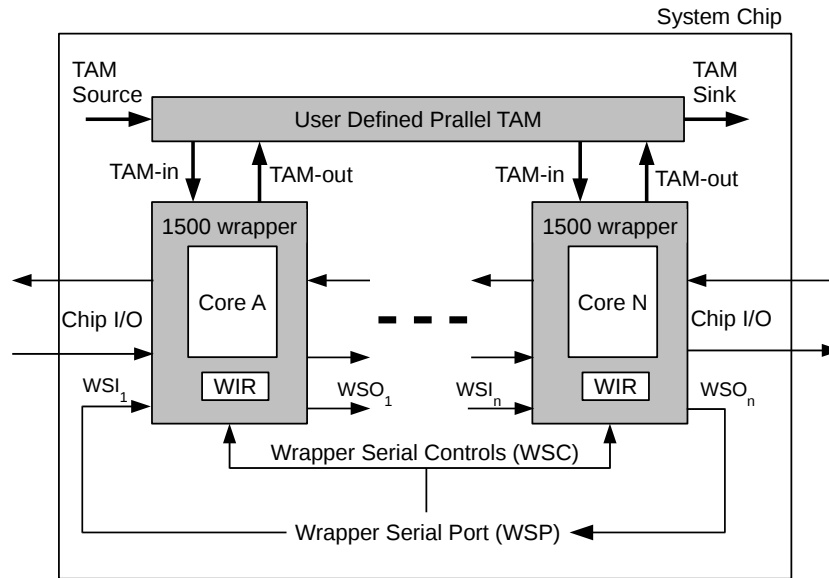 System Chip
TAM
Source
TAM
Sink
User Defined Prallel TAM
TAM-in
TAM-out
TAM-in
TAM-out
1500 wrapper
1500 wrapper
Core A
Core N
Chip I/O
Chip I/O
WIR
WIR
WSI1
WSO1
WSIn
WSOn
Wrapper Serial Controls (WSC)
Wrapper Serial Port (WSP)